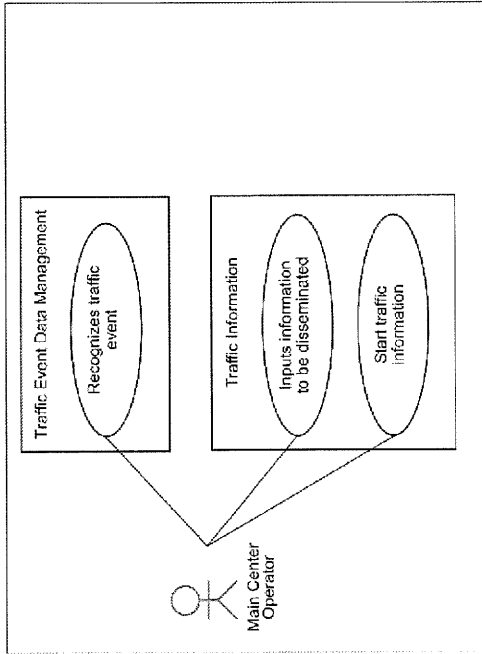 Traffic Event Data Management
Recognizes traffic
event
Traffic Information
Inputs information
to be disseminated
Start traffic
information
Main Center
Operator